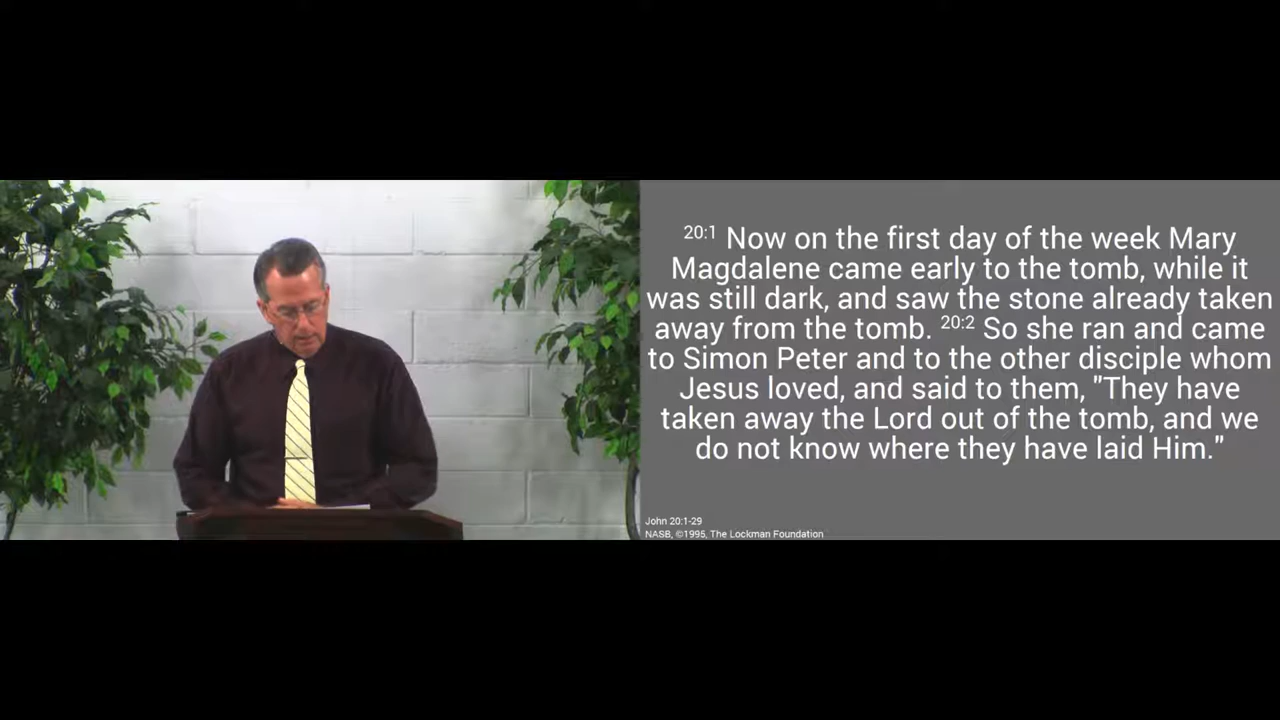 20:1 Now on the first day of the week Mary
Magdalene came early to the tomb, while it
was still dark, and saw the stone already taken
away from the tomb. 20:2 So she ran and came
to Simon Peter and to the other disciple whom
Jesus loved, and said to them, "They have
taken away the Lord out of the tomb, and we
do not know where they have laid Him."
John 20:1-29
NASB, ©1995, The Lockman Foundation